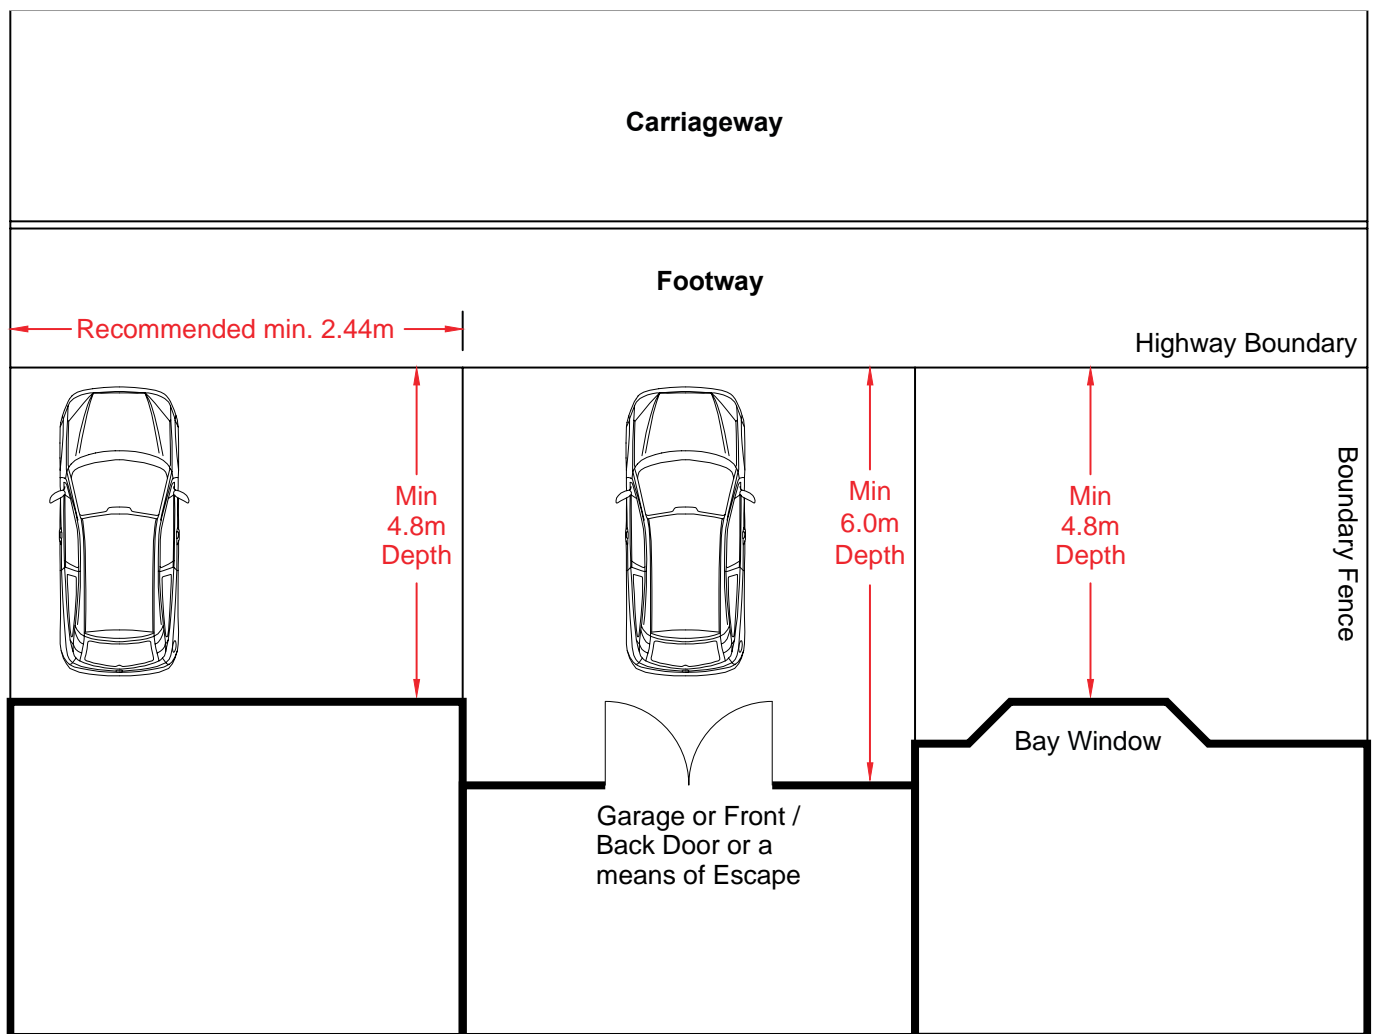 Carriageway
Footway
Recommended min. 2.44m
Highway Boundary
Min
4.8m
Depth
Min
6.0m
Depth
Min
4.8m
Depth
Boundary Fence
Bay Window
Garage or Front /
Back Door or a
means of Escape